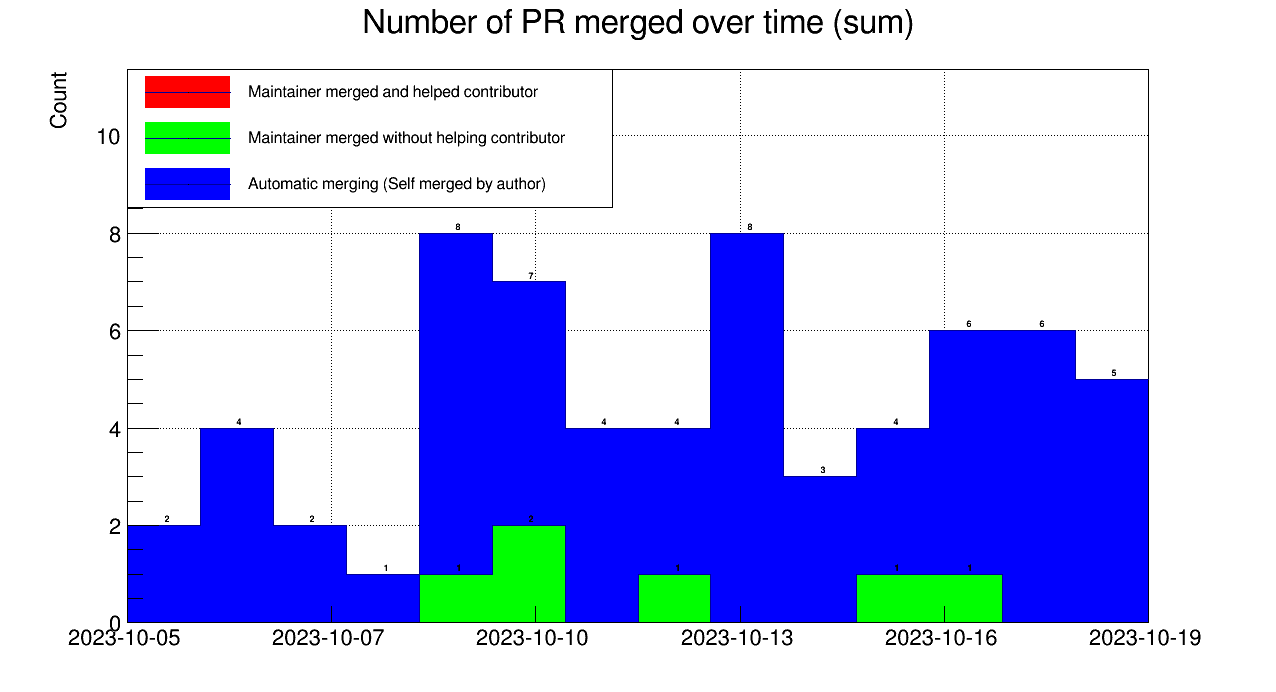 Number of PR merged over time (sum)
Count
Maintainer merged and helped contributor
Maintainer merged without helping contributor
Automatic merging (Self merged by author)
10
8
6
4
2
0
8 8
7
6 6
5
4 4 4 4
3
2 2 2
1 1 1 1 1
2023-10-05 2023-10-07 2023-10-10 2023-10-13 2023-10-16 2023-10-19